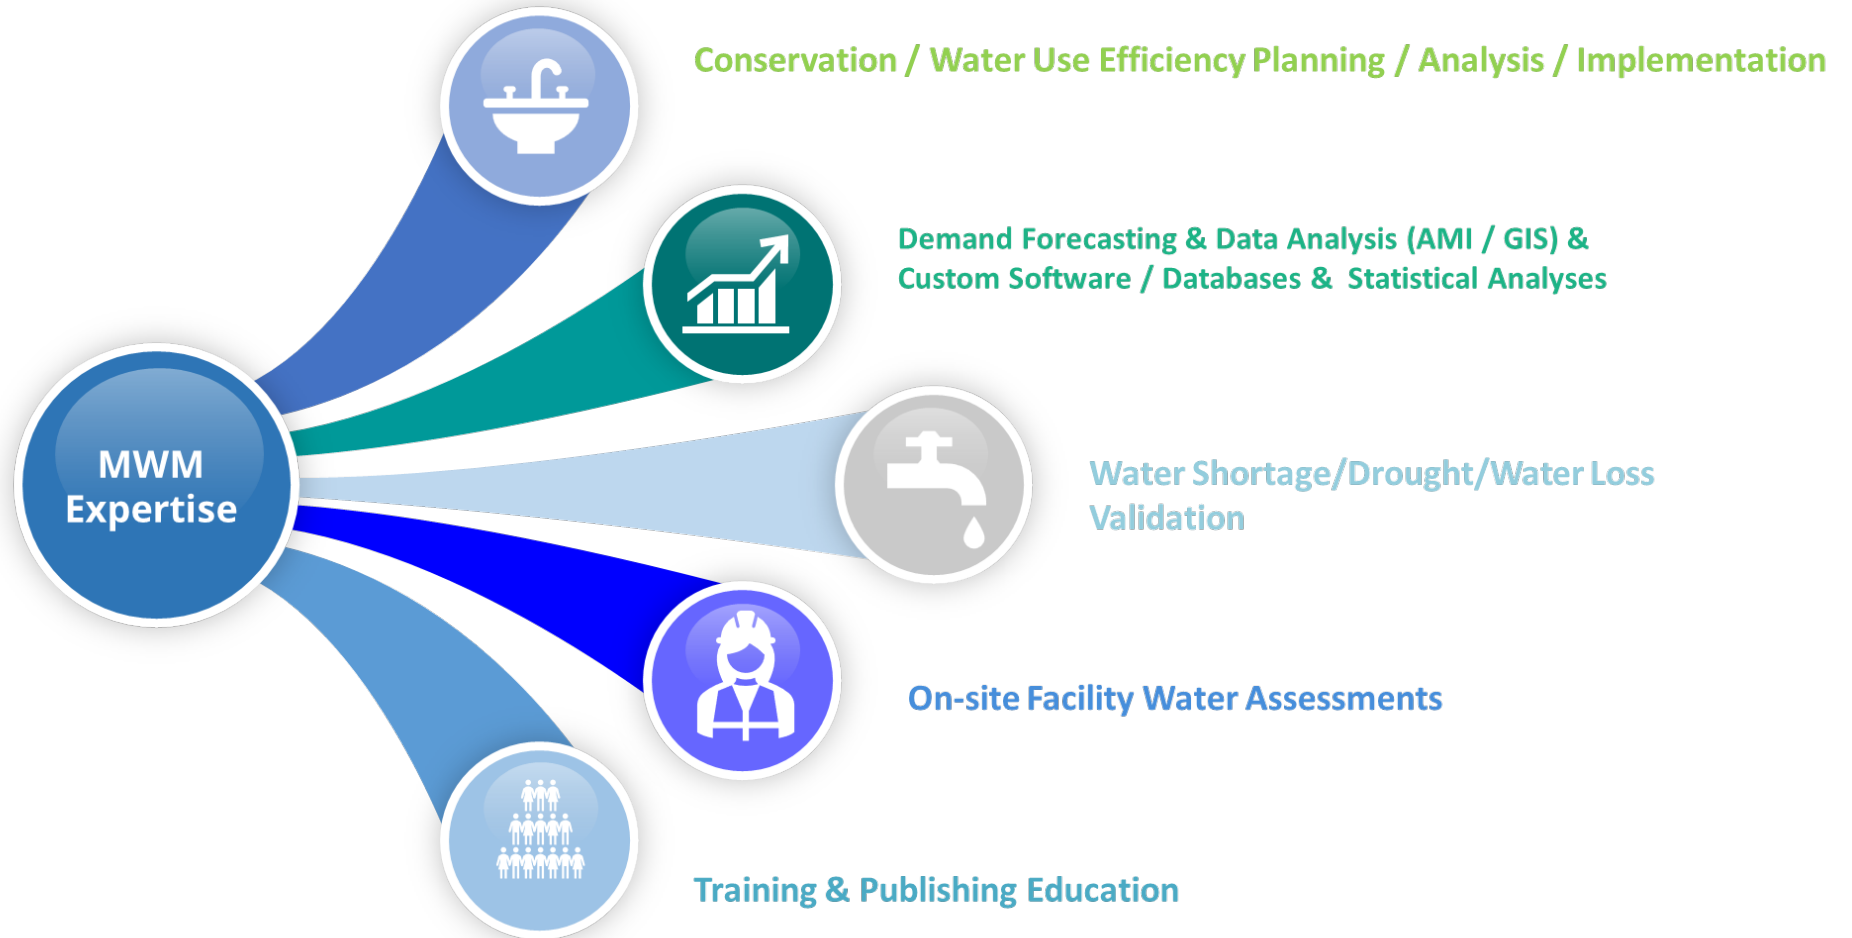 Conservation / Water Use Efficiency Planning / Analysis / Implementation
Demand Forecasting & Data Analysis (AMI / GIS) &
Custom Software / Databases & Statistical Analyses
MWM
Expertise
Water Shortage/Drought/Water Loss
Validation
On-site Facility Water Assessments
Training & Publishing Education